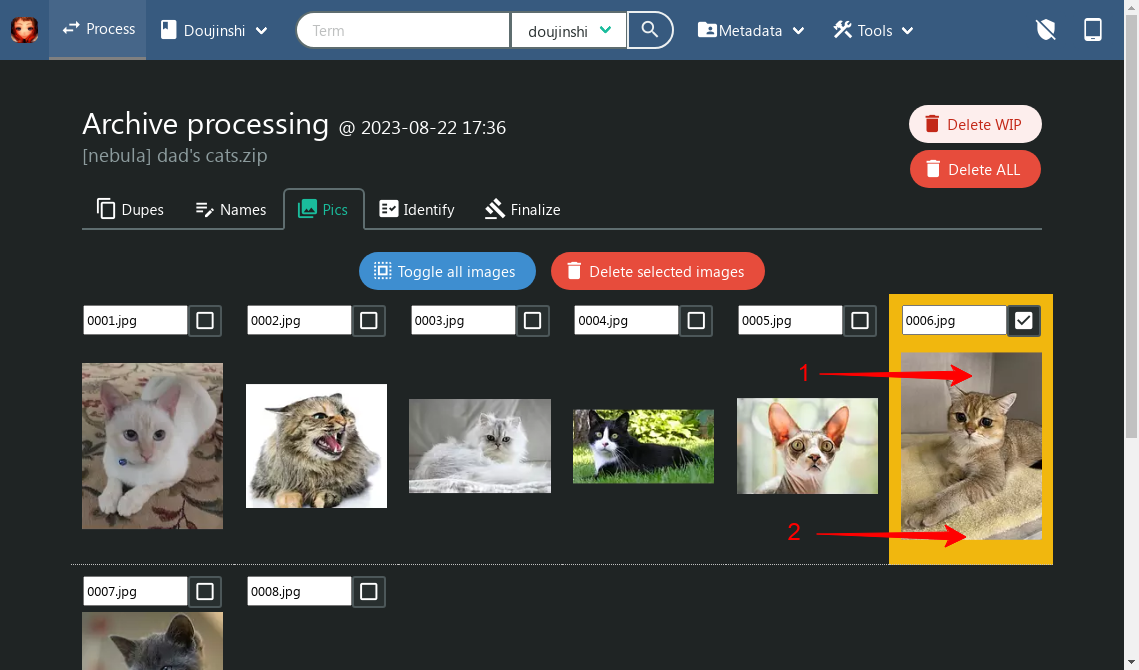 Process
Doujinshi
Term
doujinshi
Metadata
Tools
Archive processing @ 2023-08-22 17:36
[nebula] dad's cats.zip
Delete WIP
Delete ALL
Dupes
Names
Pics
Identify
Finalize
Toggle all images
Delete selected images
0001.jpg
0002.jpg
0003.jpg
0004.jpg
0005.jpg
0006.jpg
1
2
0007.jpg
0008.jpg